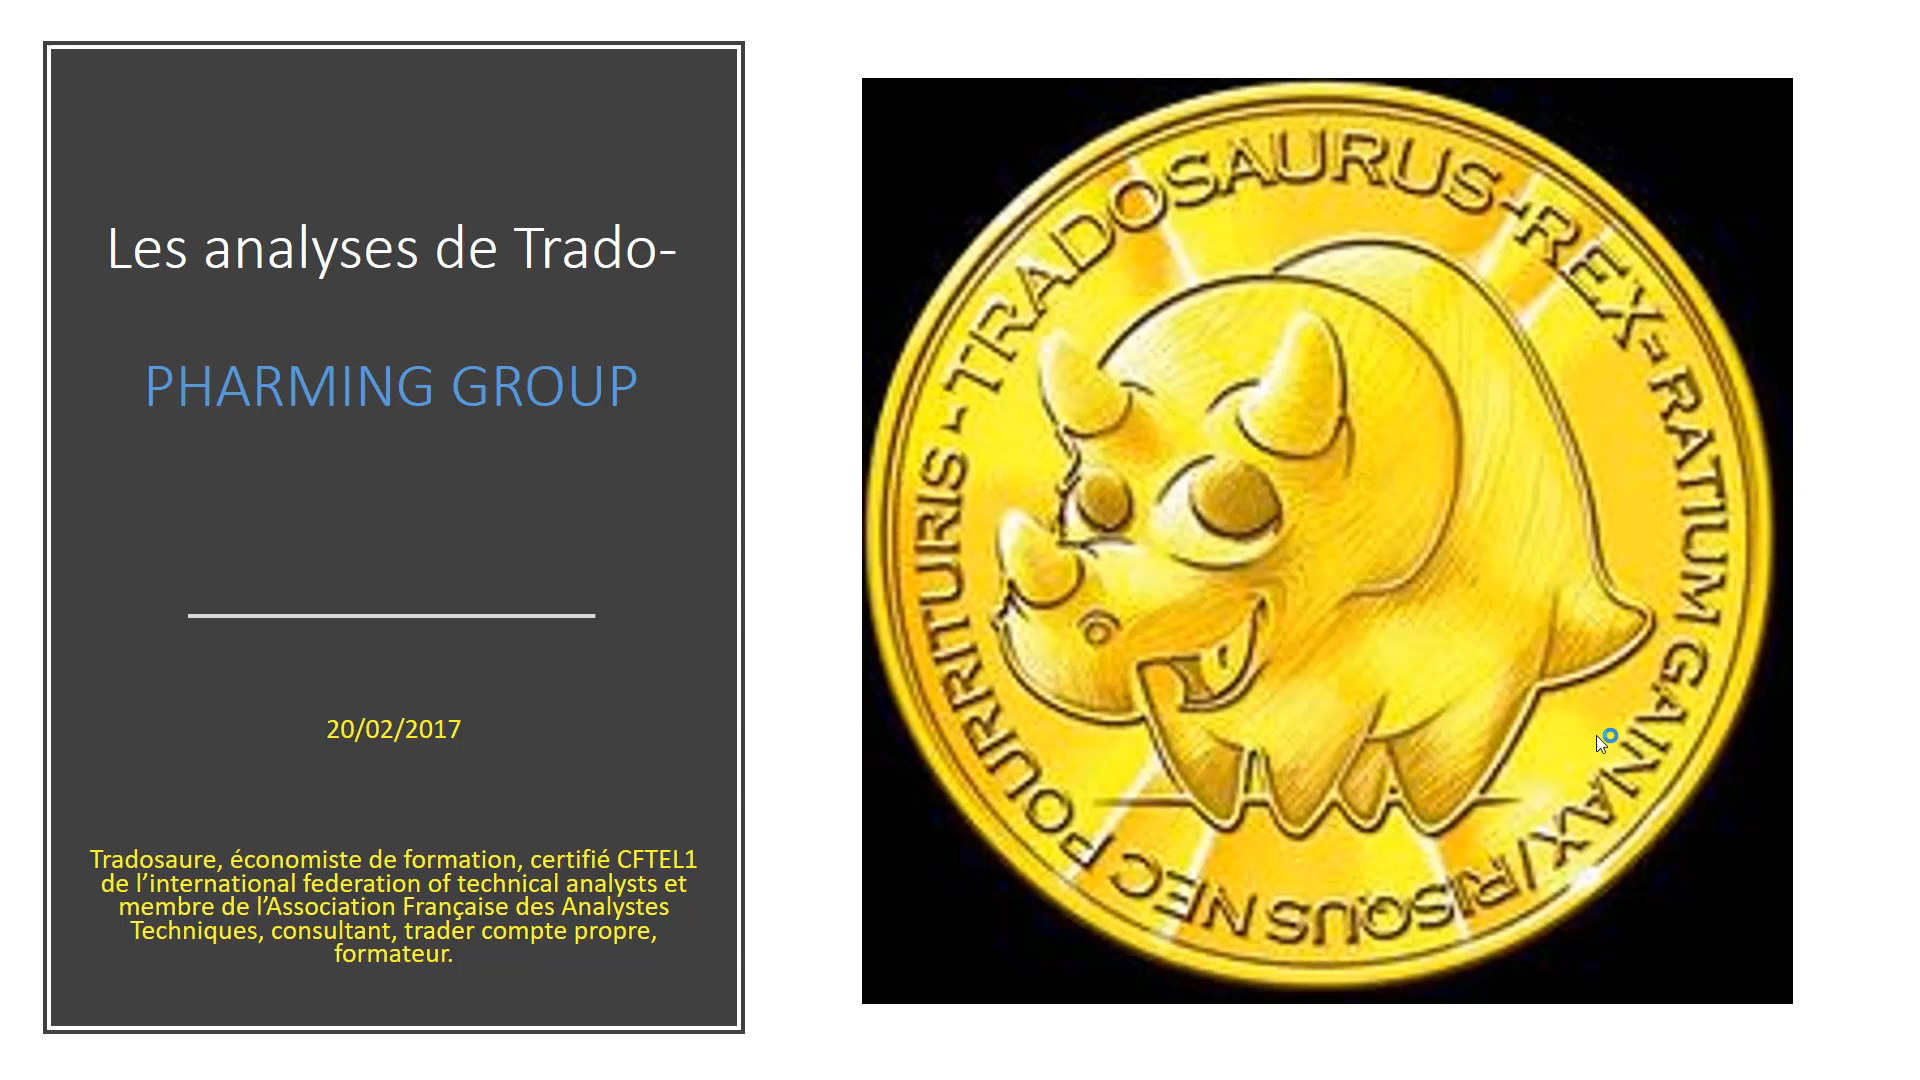 Les analyses de Trado-
PHARMING GROUP
20/02/2017
Tradosaure, économiste de formation, certifié CFTEL1
de l’international federation of technical analysts et
membre de l’Association Française des Analystes
Techniques, consultant, trader compte propre,
formateur.
TRADOSAURUS-REX-RATIUM GAINAX/RISQUS NEC POURRITURIS -